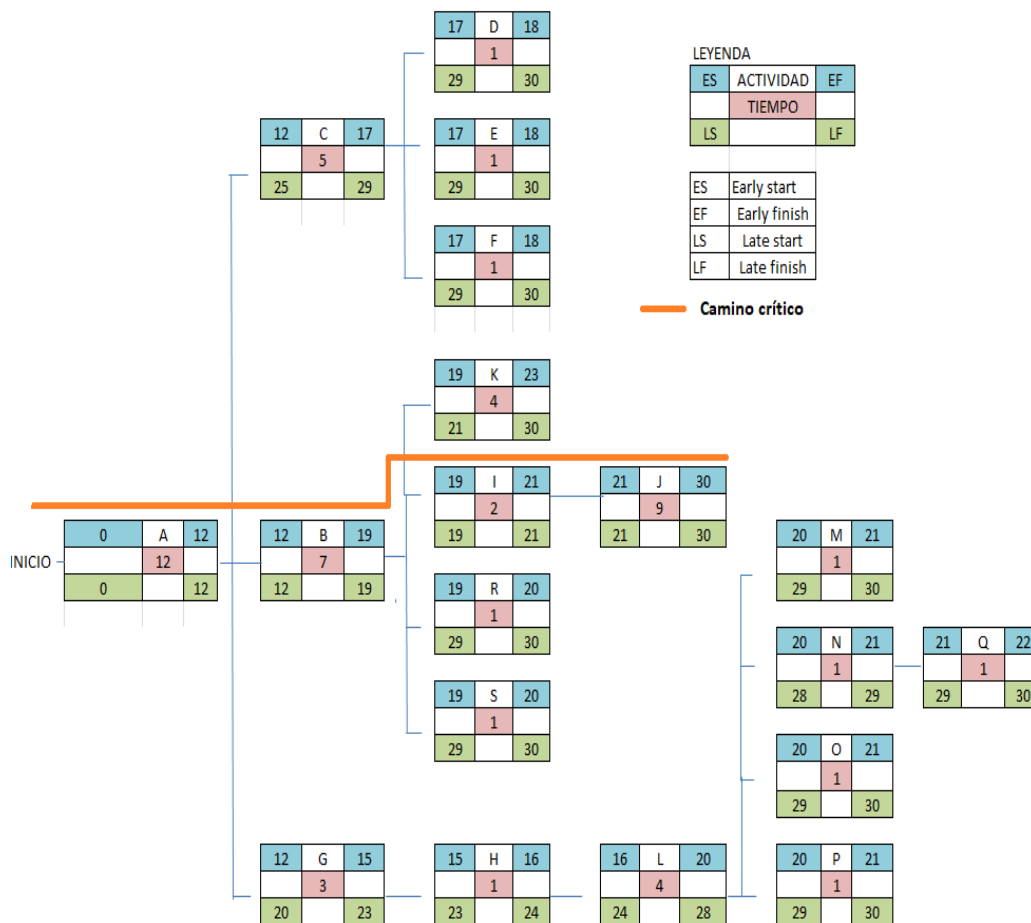 17 D 18
1
29 30
LEYENDA
ES ACTIVIDAD EF
TIEMPO
LS LF
12 C 17
5
25 29
17 E 18
1
29 30
ES Early start
EF Early finish
LS Late start
LF Late finish
17 F 18
1
29 30
Camino crítico
19 K 23
4
21 30
19 I 21
2
19 21
21 J 30
9
21 30
INICIO
0 A 12
12
0 12
12 B 19
7
12 19
19 R 20
1
29 30
19 S 20
1
29 30
20 M 21
1
29 30
20 N 21
1
28 29
21 Q 22
1
29 30
20 O 21
1
29 30
12 G 15
3
20 23
15 H 16
1
23 24
16 L 20
4
24 28
20 P 21
1
29 30